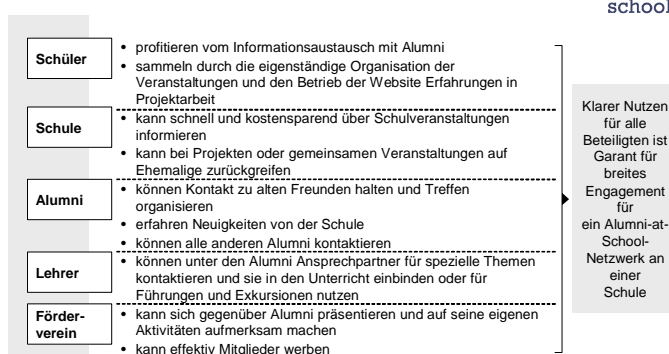 school
Schüler
• profitieren vom Informationsaustausch mit Alumni
• sammeln durch die eigenständige Organisation der
Veranstaltungen und den Betrieb der Website Erfahrungen in
Projektarbeit
Schule
• kann schnell und kostensparend über Schulveranstaltungen
informieren
• kann bei Projekten oder gemeinsamen Veranstaltungen auf
Ehemalige zurückgreifen
Alumni
• können Kontakt zu alten Freunden halten und Treffen
organisieren
• erfahren Neuigkeiten von der Schule
• können alle anderen Alumni kontaktieren
Lehrer
• können unter den Alumni Ansprechpartner für spezielle Themen
kontaktieren und sie in den Unterricht einbinden oder für
Führungen und Exkursionen nutzen
Förder-
verein
• kann sich gegenüber Alumni präsentieren und auf seine eigenen
Aktivitäten aufmerksam machen
• kann effektiv Mitglieder werben
Klarer Nutzen
für alle
Beteiligten ist
Garant für
breites
Engagement
für
ein Alumni-at-
School-
Netzwerk an
einer
Schule